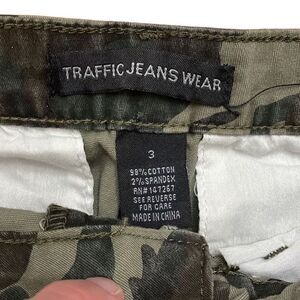 TRAFFIC JEANS WEAR
3
98% COTTON
2% SPANDEX
RN# 147267
SEE REVERSE
FOR CARE
MADE IN CHINA